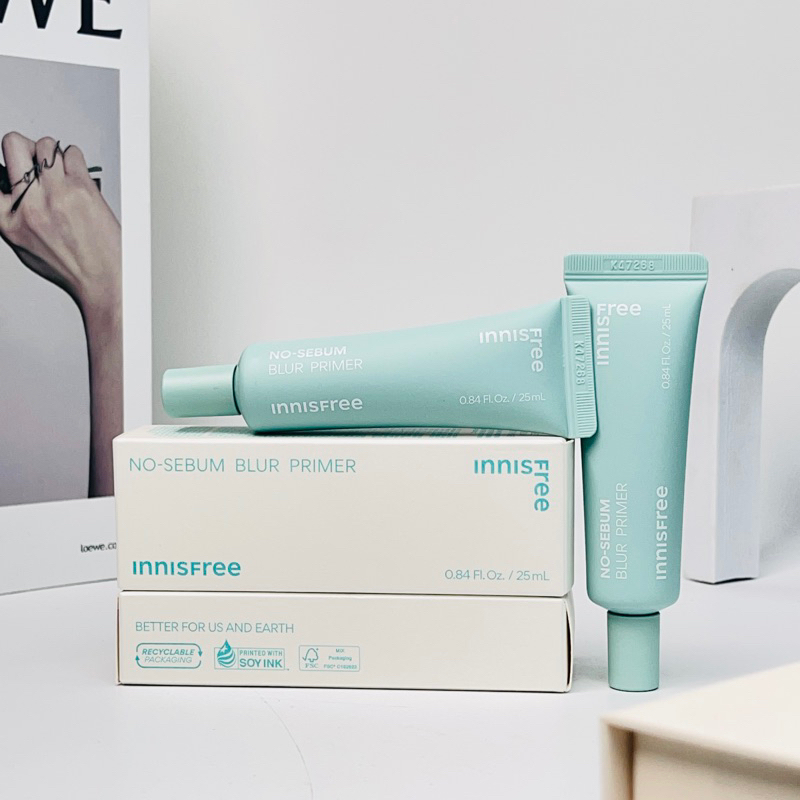 WE
loewe.co
NO-SEBUM
BLUR PRIMER
innisFree
innisFree
0.84 Fl.Oz. / 25mL
K47268
K47268
innisFree
0.84 Fl.Oz. / 25mL
NO-SEBUM
BLUR PRIMER
innisFree
NO-SEBUM BLUR PRIMER
innisFree
innisFree
0.84 Fl.Oz. / 25mL
BETTER FOR US AND EARTH
RECYCLABLE
PACKAGING
PRINTED WITH
SOY INK
FSC
MIX
Packaging